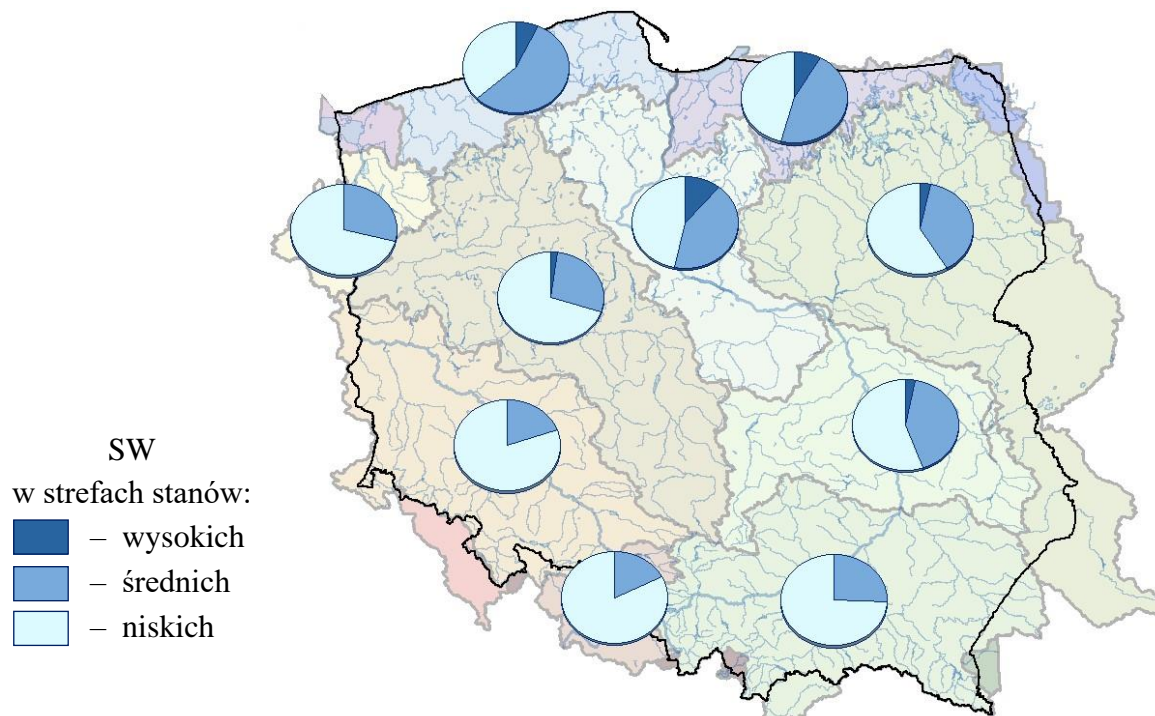 SW
w strefach stanów:
– wysokich
– średnich
– niskich